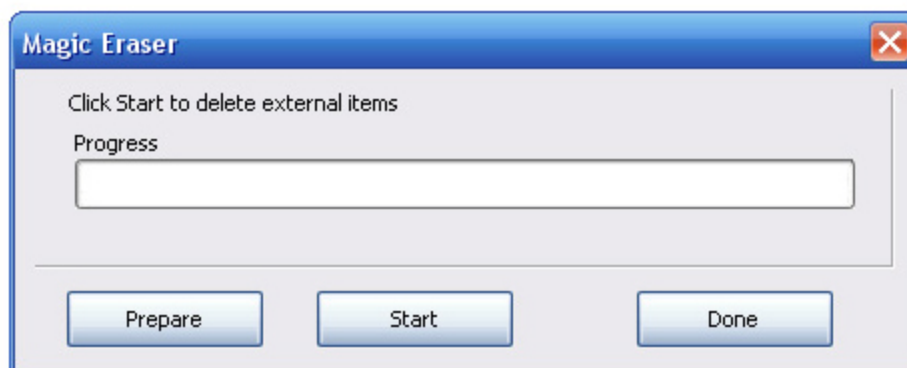 Magic Eraser
Click Start to delete external items
Progress
Prepare Start Done